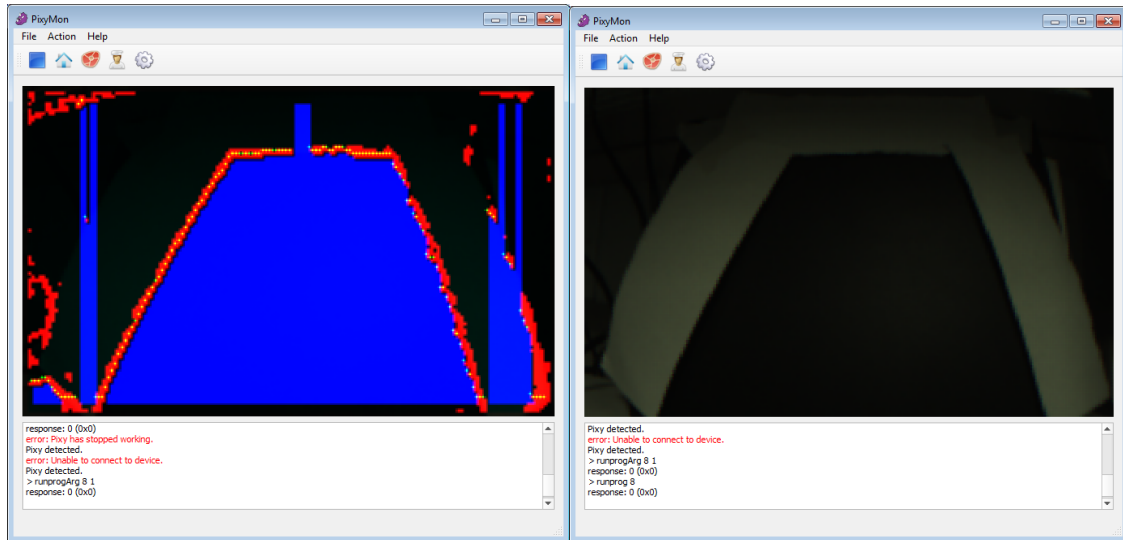 PixyMon
File Action Help
response: 0 (0x0)
error: Pixy has stopped working.
Pixy detected.
error: Unable to connect to device.
Pixy detected.
> runprogArg 8 1
response: 0 (0x0)
PixyMon
File Action Help
Pixy detected.
error: Unable to connect to device.
Pixy detected.
> runprogArg 8 1
response: 0 (0x0)
> runprog 8
response: 0 (0x0)